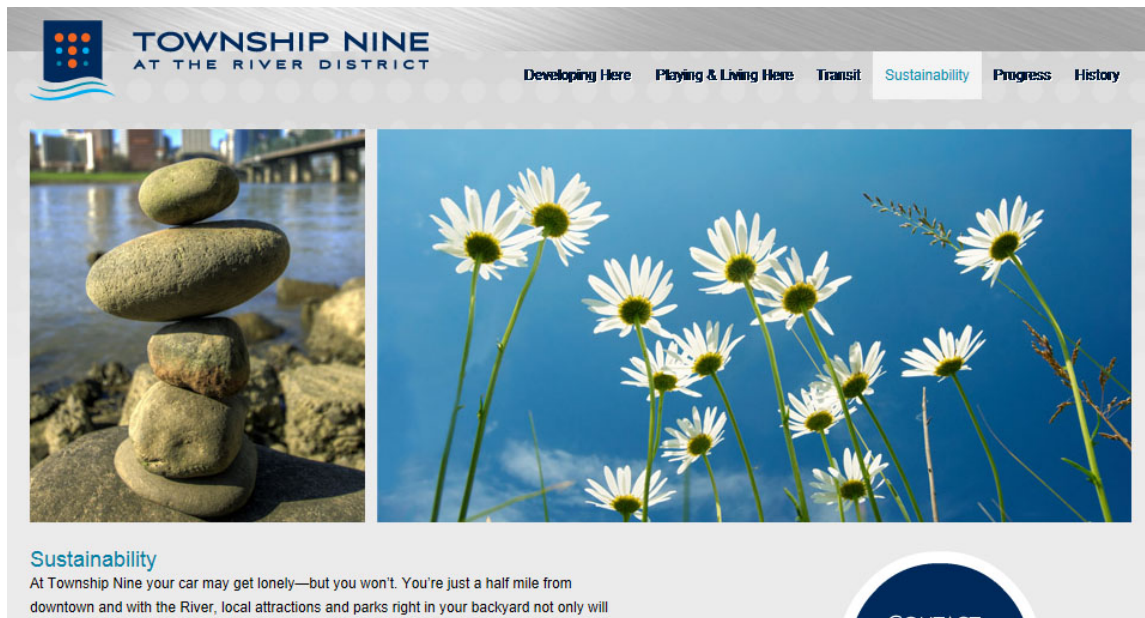 TOWNSHIP NINE
AT THE RIVER DISTRICT
Developing Here Playing & Living Here Transit Sustainability Progress History
Sustainability
At Township Nine your car may get lonely—but you won’t. You’re just a half mile from
downtown and with the River, local attractions and parks right in your backyard not only will